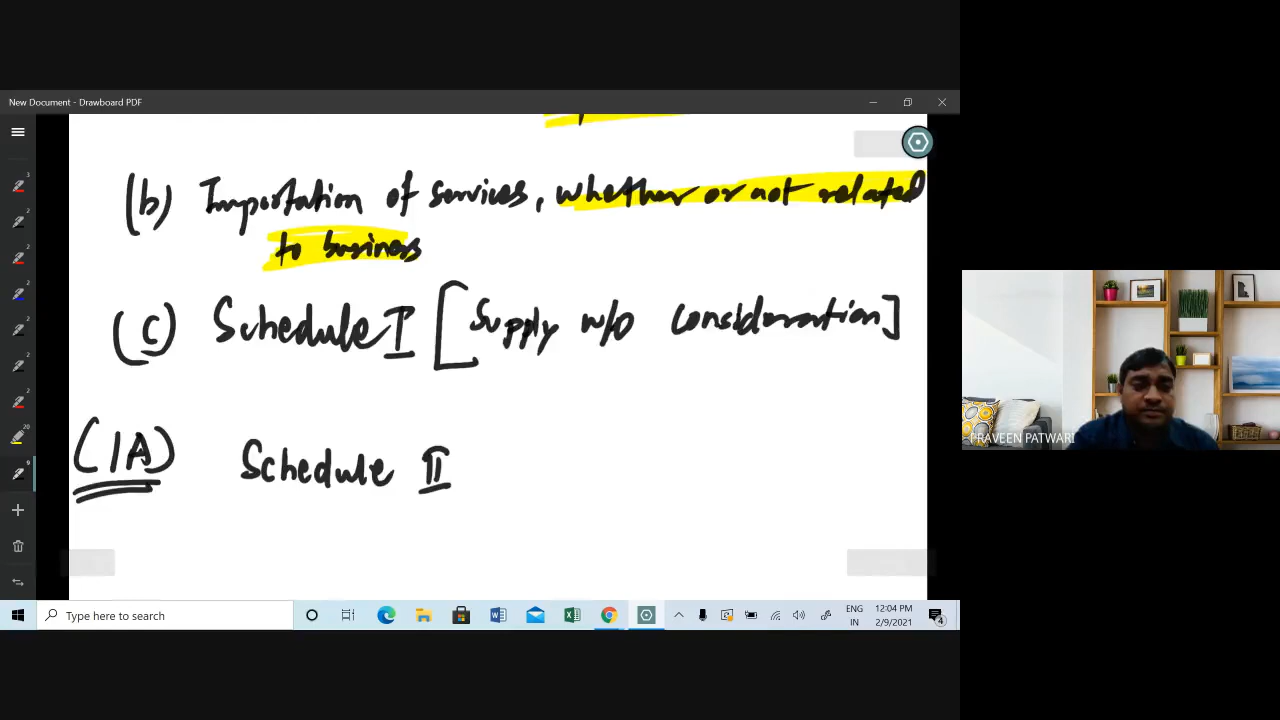 New Document - Drawboard PDF
(b) Importation of services, whether or not related
to business
(c) Schedule I [Supply w/o consideration]
(1A) Schedule II
PRAVEEN PATWARI
Type here to search
ENG
IN
12:04 PM
2/9/2021